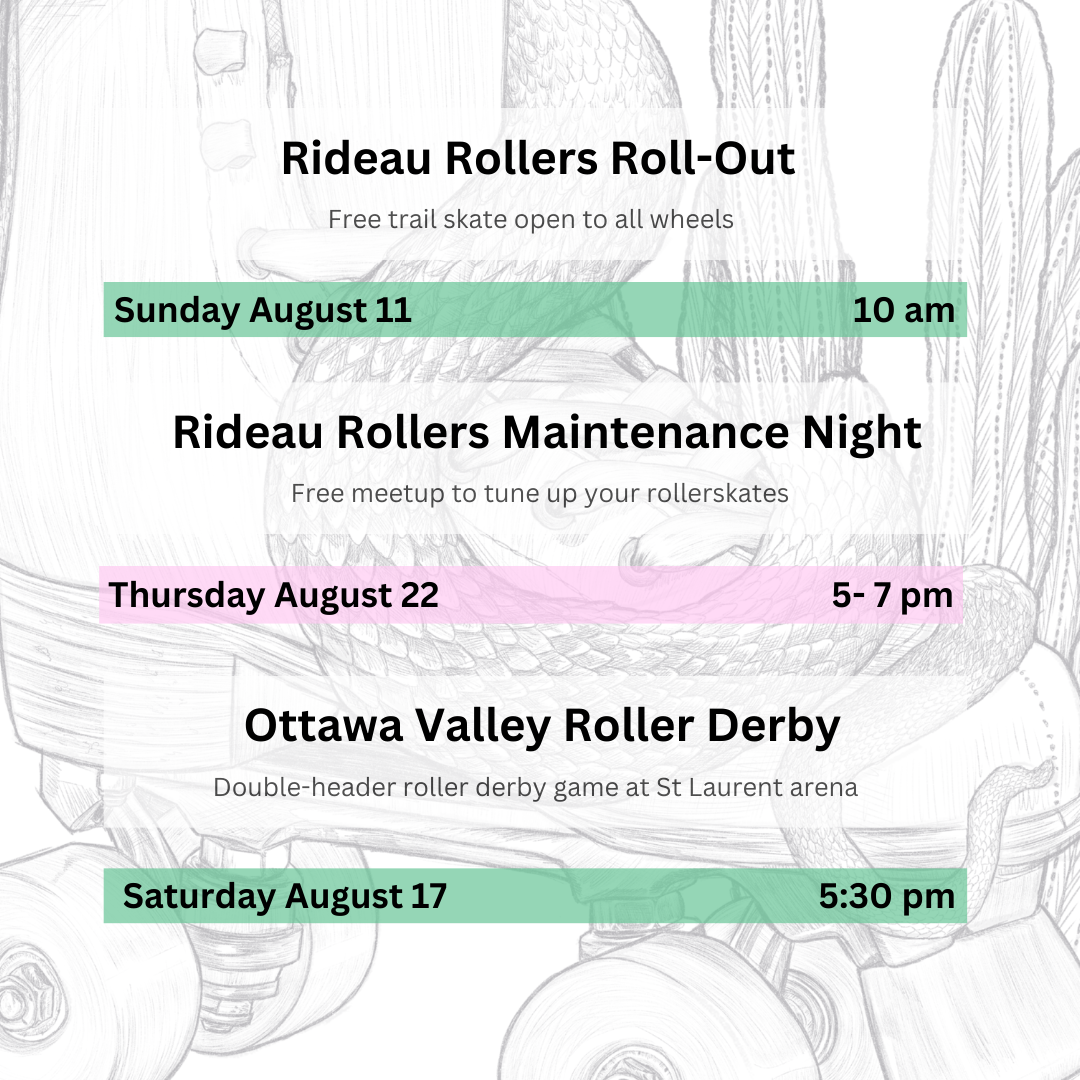 Rideau Rollers Roll-Out
Free trail skate open to all wheels
Sunday August 11 10 am
Rideau Rollers Maintenance Night
Free meetup to tune up your rollerskates
Thursday August 22 5- 7 pm
Ottawa Valley Roller Derby
Double-header roller derby game at St Laurent arena
Saturday August 17 5:30 pm